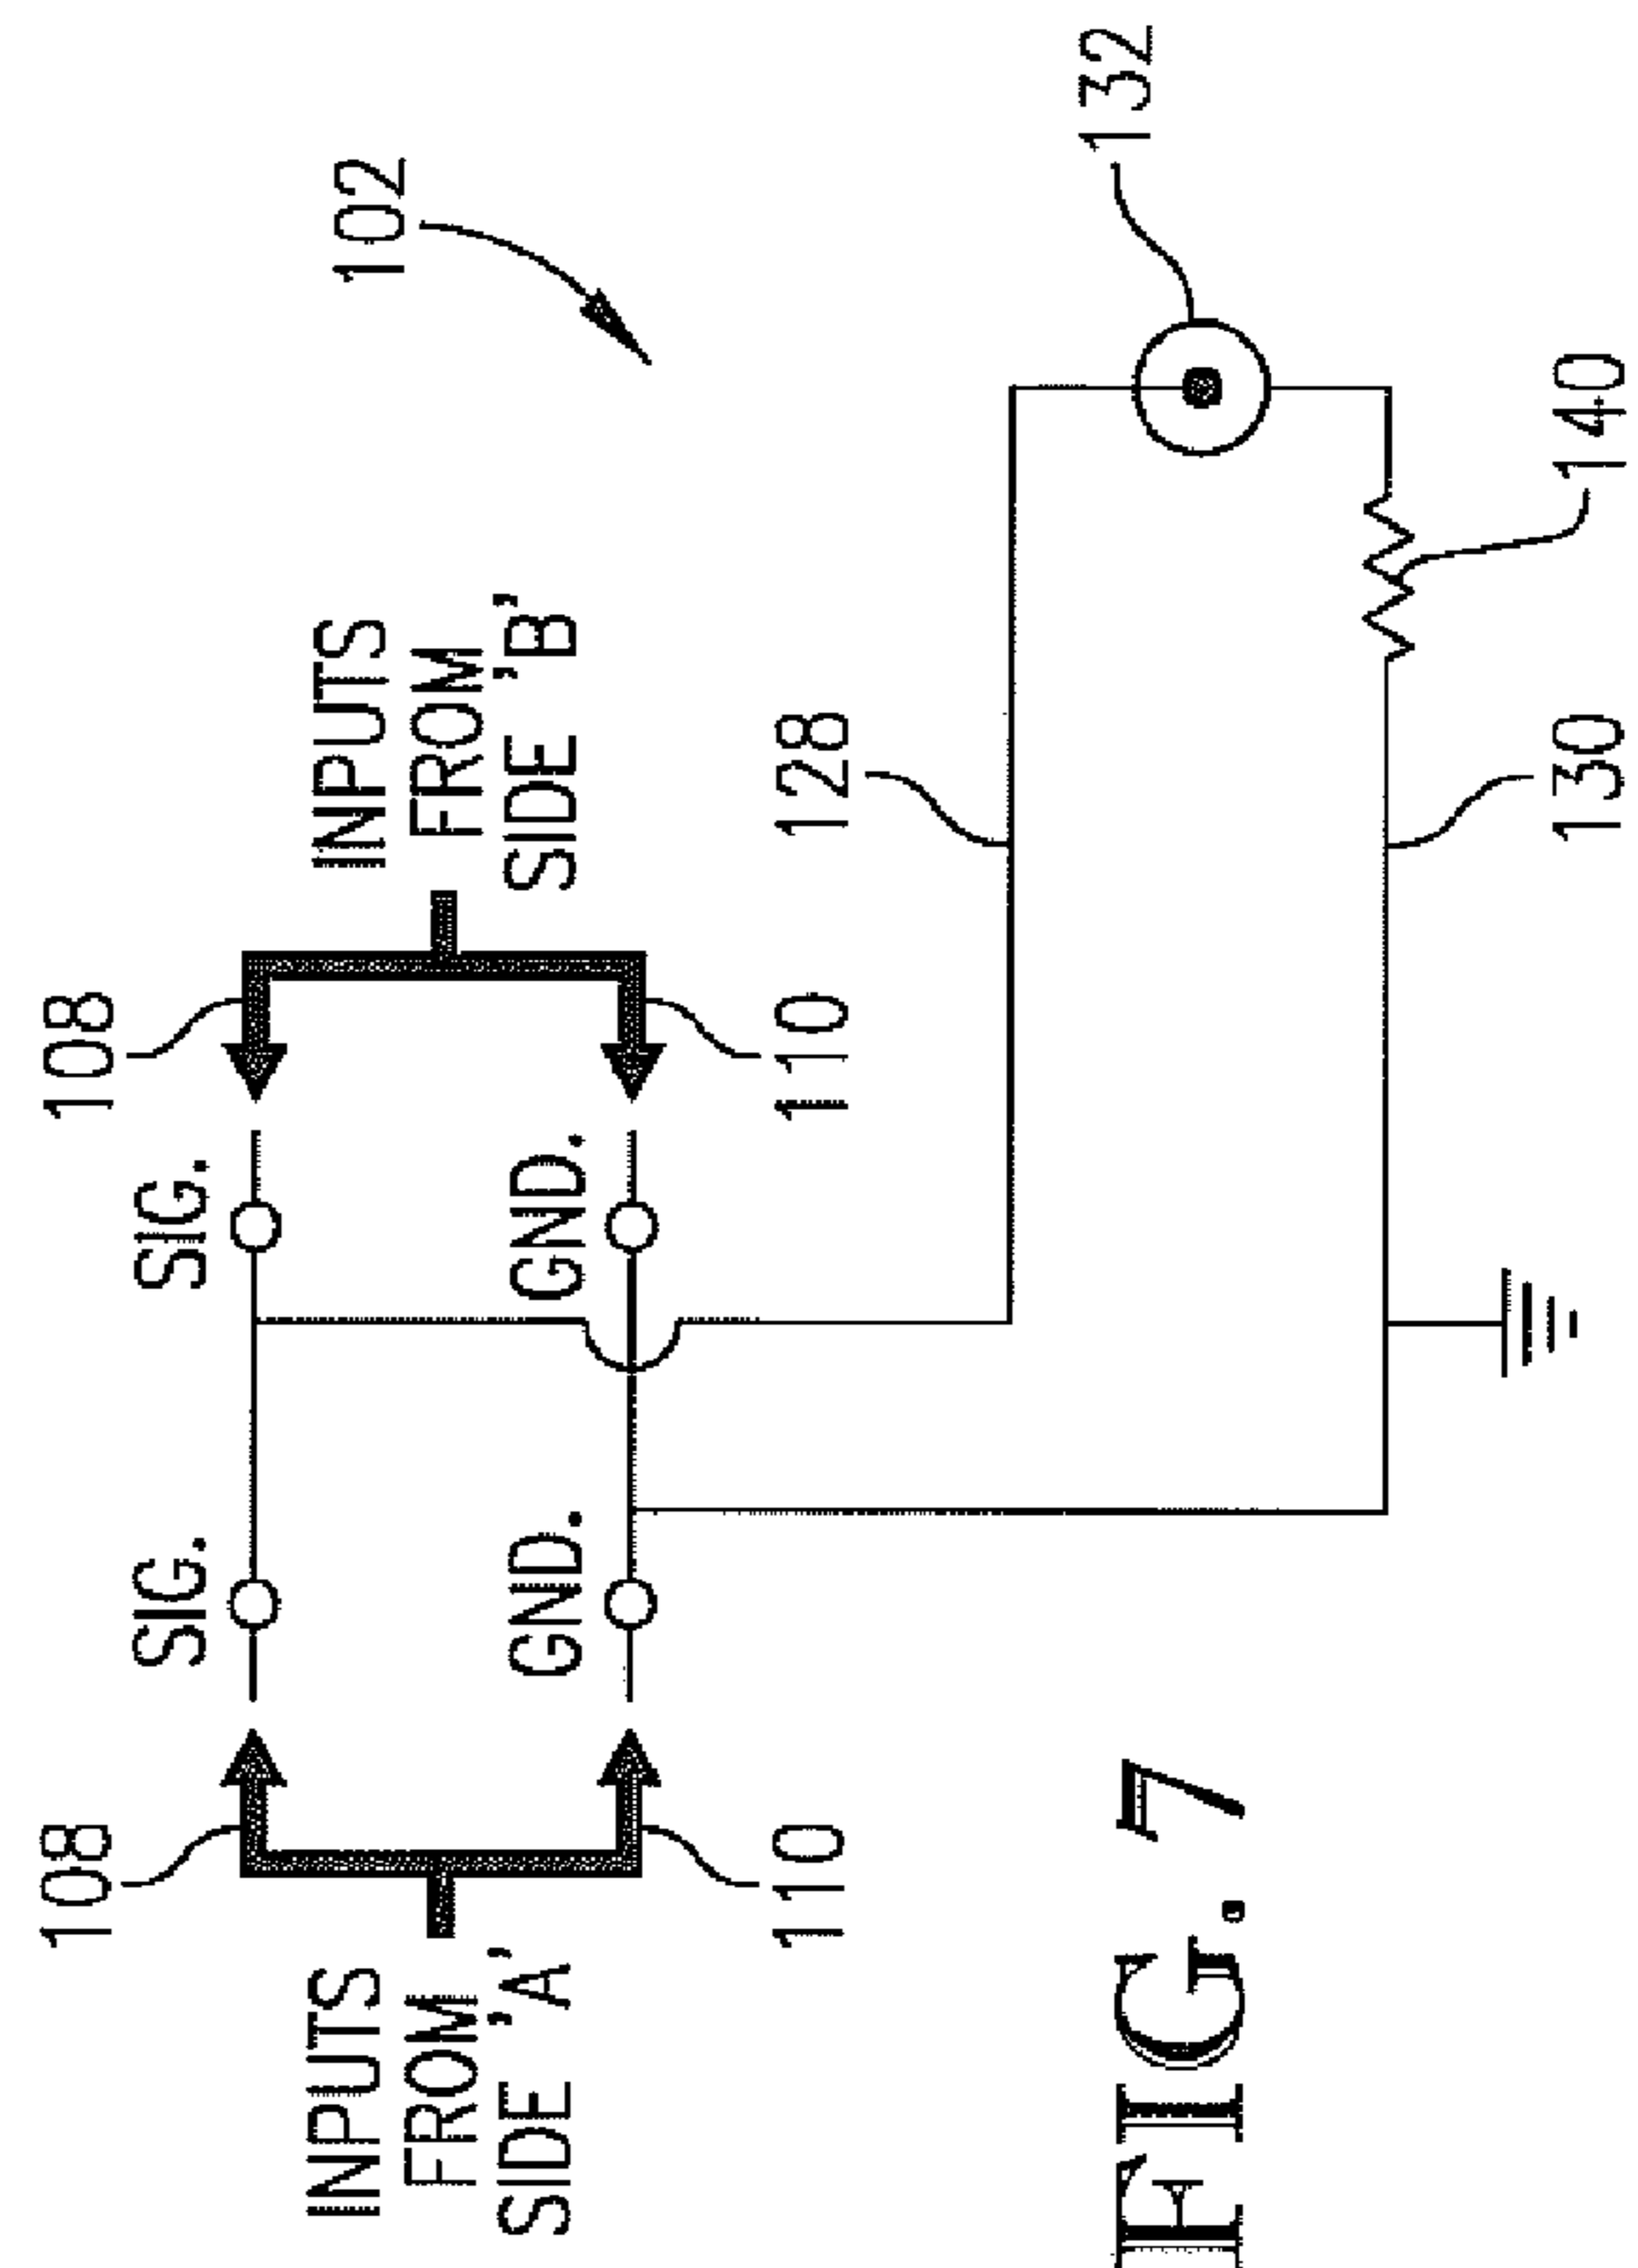 102
108
108
SIG.
SIG.
INPUTS
FROM
SIDE 'A'
INPUTS
FROM
SIDE 'B'
GND.
GND.
110
110
128
132
130
140
FIG. 7